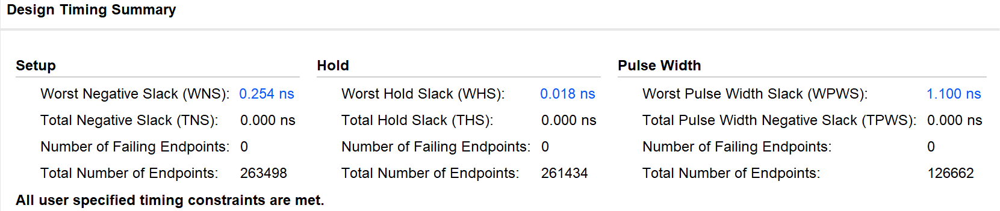 Design Timing Summary
Setup
Hold
Pulse Width
Worst Negative Slack (WNS): 0.254 ns
Worst Hold Slack (WHS): 0.018 ns
Worst Pulse Width Slack (WPWS): 1.100 ns
Total Negative Slack (TNS): 0.000 ns
Total Hold Slack (THS): 0.000 ns
Total Pulse Width Negative Slack (TPWS): 0.000 ns
Number of Failing Endpoints: 0
Number of Failing Endpoints: 0
Number of Failing Endpoints: 0
Total Number of Endpoints: 263498
Total Number of Endpoints: 261434
Total Number of Endpoints: 126662
All user specified timing constraints are met.